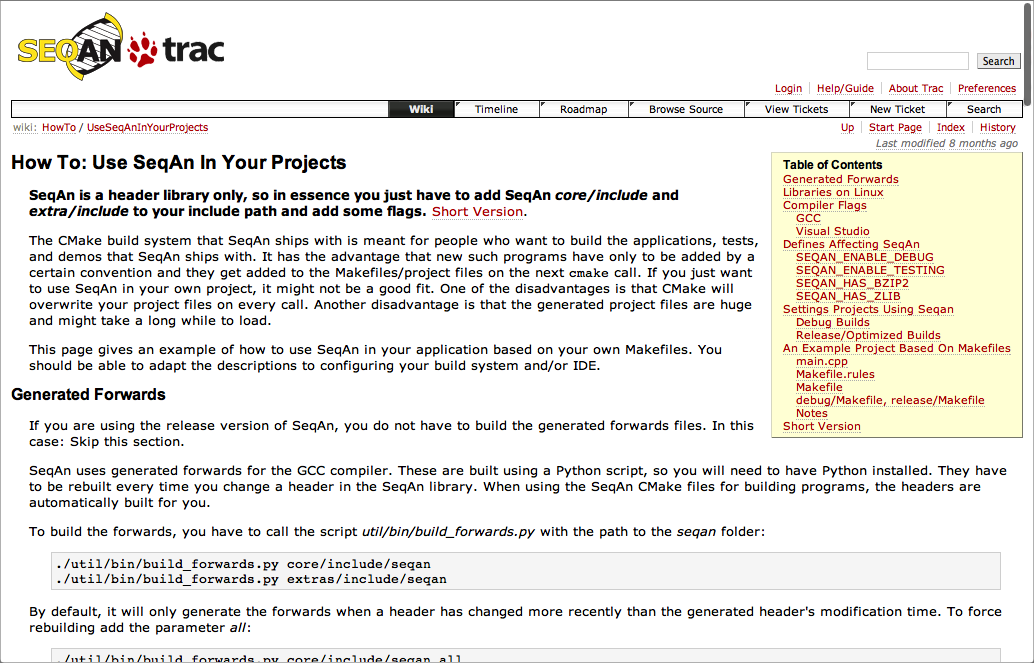 SEQAN trac
Search
Login Help/Guide About Trac Preferences
Wiki Timeline Roadmap Browse Source View Tickets New Ticket Search
wiki: HowTo / UseSeqAnInYourProjects
Up Start Page Index History
Last modified 8 months ago
How To: Use SeqAn In Your Projects
SeqAn is a header library only, so in essence you just have to add SeqAn core/include and
extra/include to your include path and add some flags. Short Version.
The CMake build system that SeqAn ships with is meant for people who want to build the applications, tests,
and demos that SeqAn ships with. It has the advantage that new such programs have only to be added by a
certain convention and they get added to the Makefiles/project files on the next cmake call. If you just want
to use SeqAn in your own project, it might not be a good fit. One of the disadvantages is that CMake will
overwrite your project files on every call. Another disadvantage is that the generated project files are huge
and might take a long while to load.
This page gives an example of how to use SeqAn in your application based on your own Makefiles. You
should be able to adapt the descriptions to configuring your build system and/or IDE.
Table of Contents
Generated Forwards
Libraries on Linux
Compiler Flags
GCC
Visual Studio
Defines Affecting SeqAn
SEQAN_ENABLE_DEBUG
SEQAN_ENABLE_TESTING
SEQAN_HAS_BZIP2
SEQAN_HAS_ZLIB
Settings Projects Using Seqan
Debug Builds
Release/Optimized Builds
An Example Project Based On Makefiles
main.cpp
Makefile.rules
Makefile
debug/Makefile, release/Makefile
Notes
Short Version
Generated Forwards
If you are using the release version of SeqAn, you do not have to build the generated forwards files. In this
case: Skip this section.
SeqAn uses generated forwards for the GCC compiler. These are built using a Python script, so you will need to have Python installed. They have
to be rebuilt every time you change a header in the SeqAn library. When using the SeqAn CMake files for building programs, the headers are
automatically built for you.
To build the forwards, you have to call the script util/bin/build_forwards.py with the path to the seqan folder:
./util/bin/build_forwards.py core/include/seqan
./util/bin/build_forwards.py extras/include/seqan
By default, it will only generate the forwards when a header has changed more recently than the generated header's modification time. To force
rebuilding add the parameter all:
./util/bin/build_forwards.py core/include/seqan all